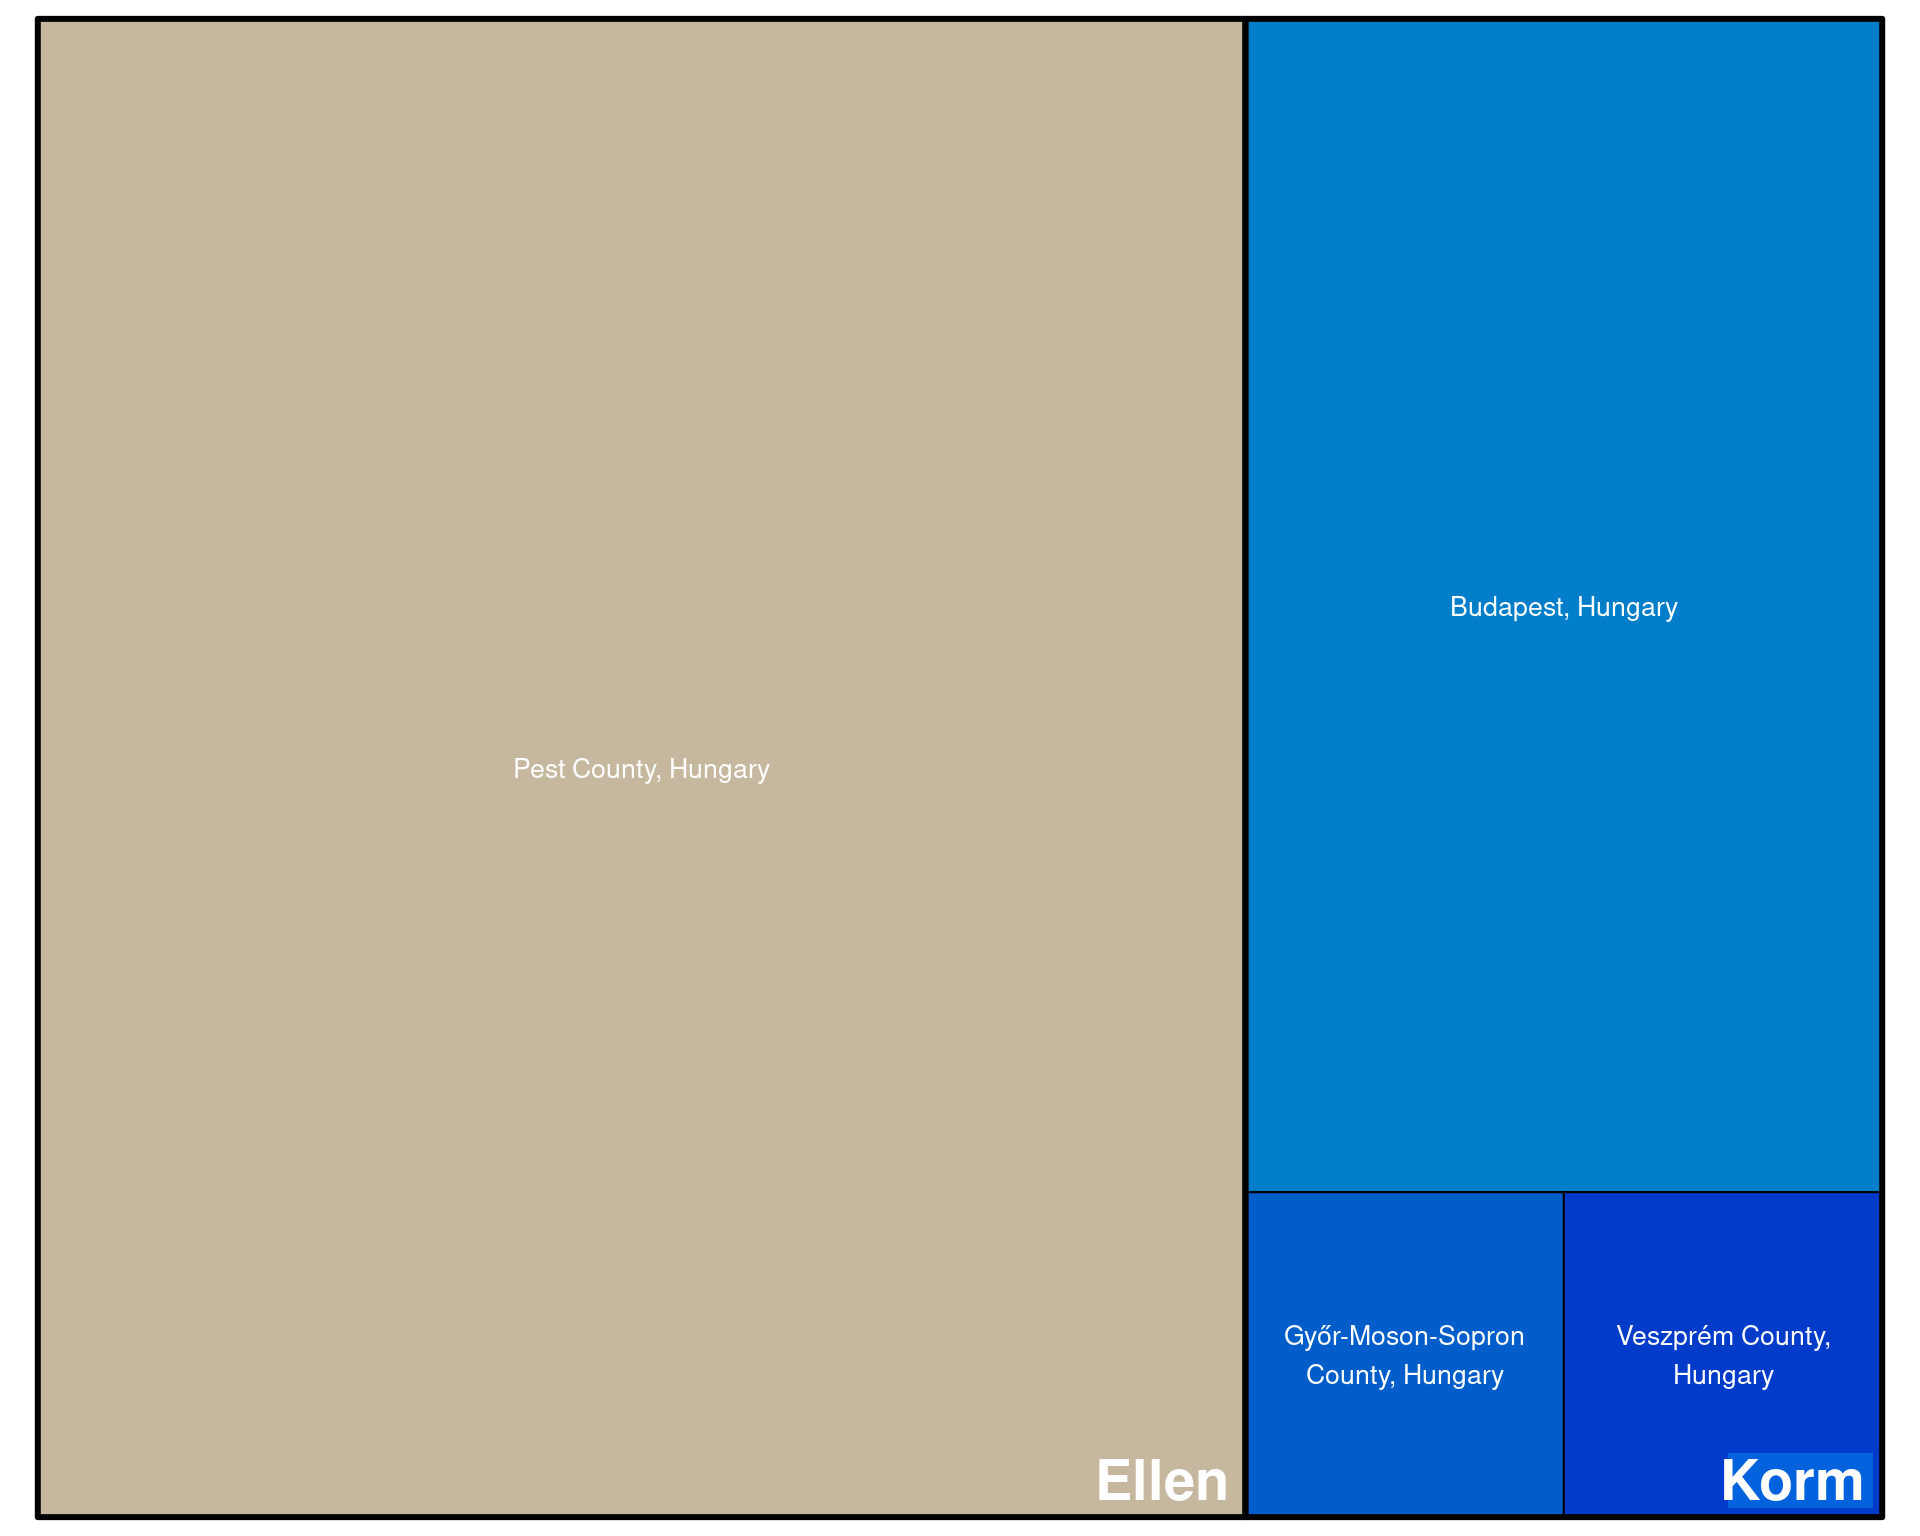 Pest County, Hungary
Ellen
Budapest, Hungary
Győr-Moson-Sopron
County, Hungary
Veszprém County,
Hungary
Korm